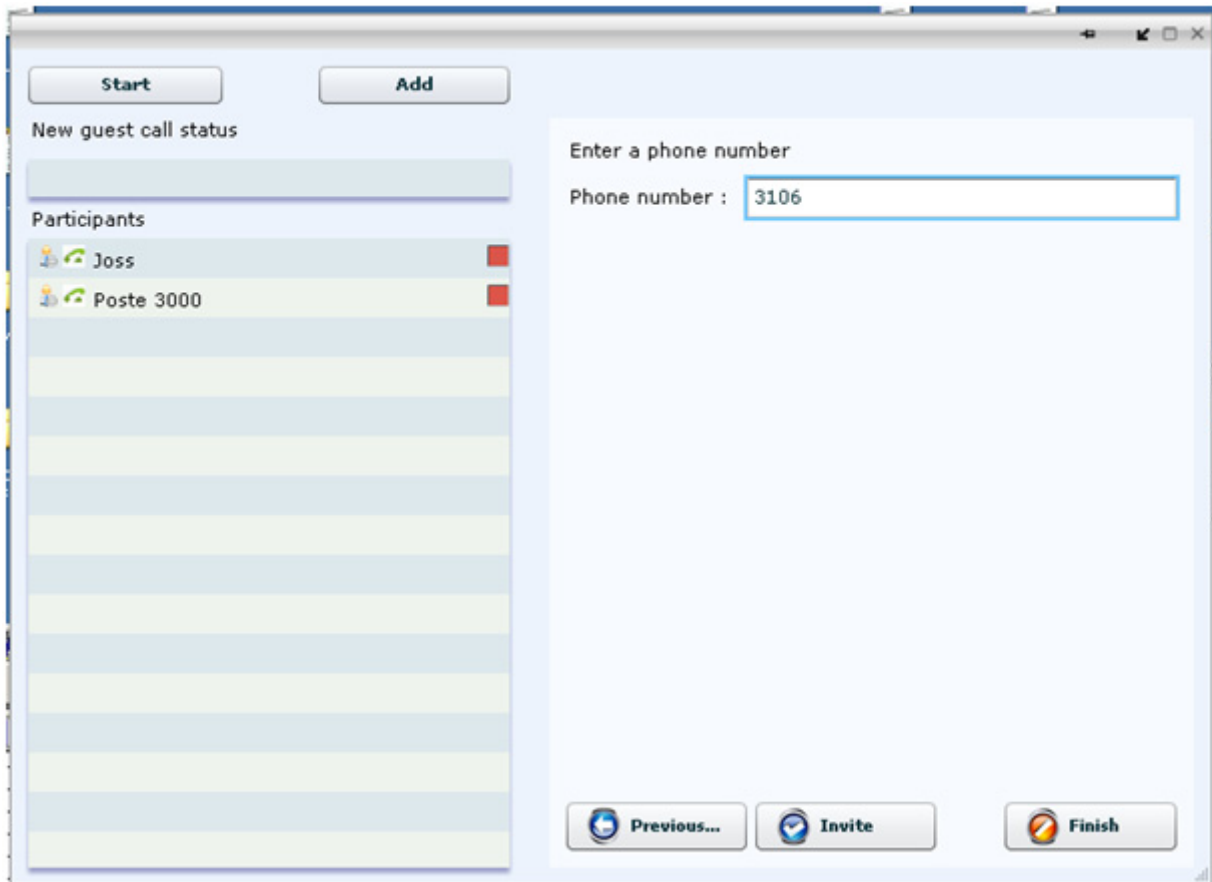 Start
Add
New guest call status
Participants
Joss
Poste 3000
Enter a phone number
Phone number : 3106
Previous...
Invite
Finish